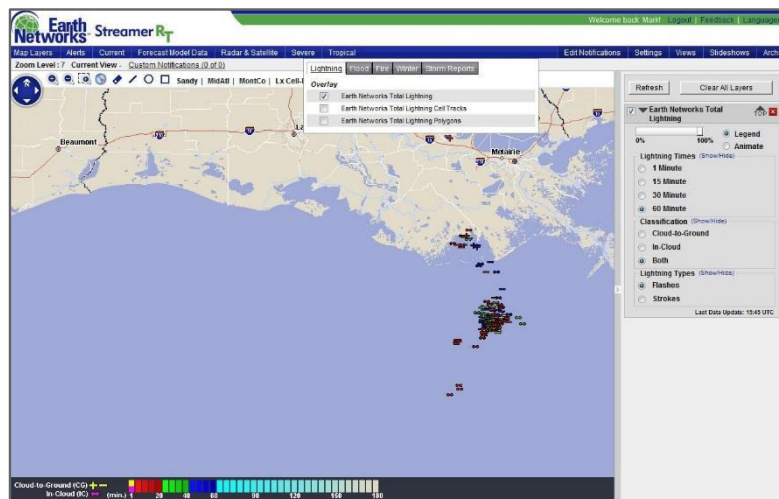 Earth Networks
Streamer RT
Welcome back Mark! Logout | Feedback | Languages
Map Layers Alerts Current Forecast Model Data Radar & Satellite Severe Tropical Edit Notifications Settings Views Slideshows Arch
Zoom Level : 7 Current View - Custom Notifications (0 of 0)
Lightning Flood Fire Winter Storm Reports
Sandy | MidAtl | MontCo | Lx Cell-
Overlay
Earth Networks Total Lightning
Earth Networks Total Lightning Cell Tracks
Earth Networks Total Lightning Polygons
Beaumont
Metairie
Refresh Clear All Layers
Earth Networks Total Lightning
TOP
0% 100%
Legend
Animate
Lightning Times (Show/Hide)
1 Minute
15 Minute
30 Minute
60 Minute
Classification (Show/Hide)
Cloud-to-Ground
In-Cloud
Both
Lightning Types (Show/Hide)
Flashes
Strokes
Last Data Update: 15:45 UTC
Cloud-to-Ground (CG) + −
In-Cloud (IC) (min.) 1 20 40 60 90 120 150 180